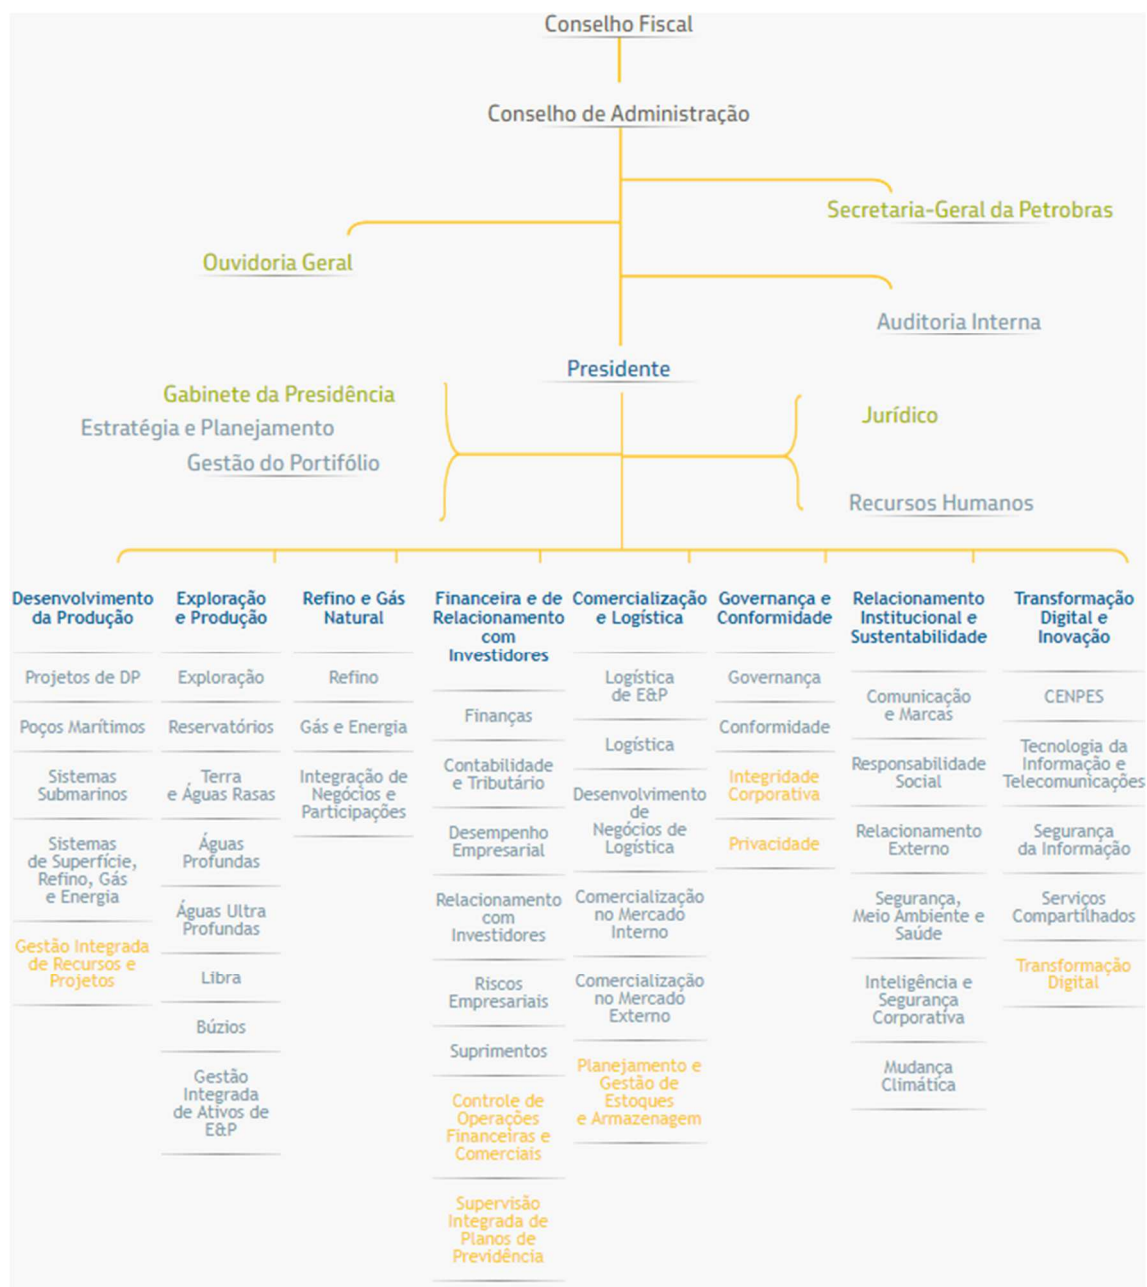 Conselho Fiscal
Conselho de Administração
Secretaria-Geral da Petrobras
Ouvidoria Geral
Auditoria Interna
Presidente
Gabinete da Presidência
Estratégia e Planejamento
Gestão do Portifólio
Jurídico
Recursos Humanos
Desenvolvimento
da Produção
Projetos de DP
Poços Marítimos
Sistemas
Submarinos
Sistemas
de Superfície,
Refino, Gás
e Energia
Gestão Integrada
de Recursos e
Projetos
Exploração
e Produção
Exploração
Reservatórios
Terra
e Águas Rasas
Águas
Profundas
Águas Ultra
Profundas
Libra
Búzios
Gestão
Integrada
de Ativos de
E&P
Refino e Gás
Natural
Refino
Gás e Energia
Integração de
Negócios e
Participações
Financeira e de
Relacionamento
com
Investidores
Finanças
Contabilidade
e Tributário
Desempenho
Empresarial
Relacionamento
com
Investidores
Riscos
Empresariais
Suprimentos
Controle de
Operações
Financeiras e
Comerciais
Supervisão
Integrada de
Planos de
Previdência
Comercialização
e Logística
Logística
de E&P
Logística
Desenvolvimento
de
Negócios de
Logística
Comercialização
no Mercado
Interno
Comercialização
no Mercado
Externo
Planejamento e
Gestão de
Estoques
e Armazenagem
Governança e
Conformidade
Governança
Conformidade
Integridade
Corporativa
Privacidade
Relacionamento
Institucional e
Sustentabilidade
Comunicação
e Marcas
Responsabilidade
Social
Relacionamento
Externo
Segurança,
Meio Ambiente e
Saúde
Inteligência e
Segurança
Corporativa
Mudança
Climática
Transformação
Digital e
Inovação
CENPES
Tecnologia da
Informação e
Telecomunicações
Segurança
da Informação
Serviços
Compartilhados
Transformação
Digital